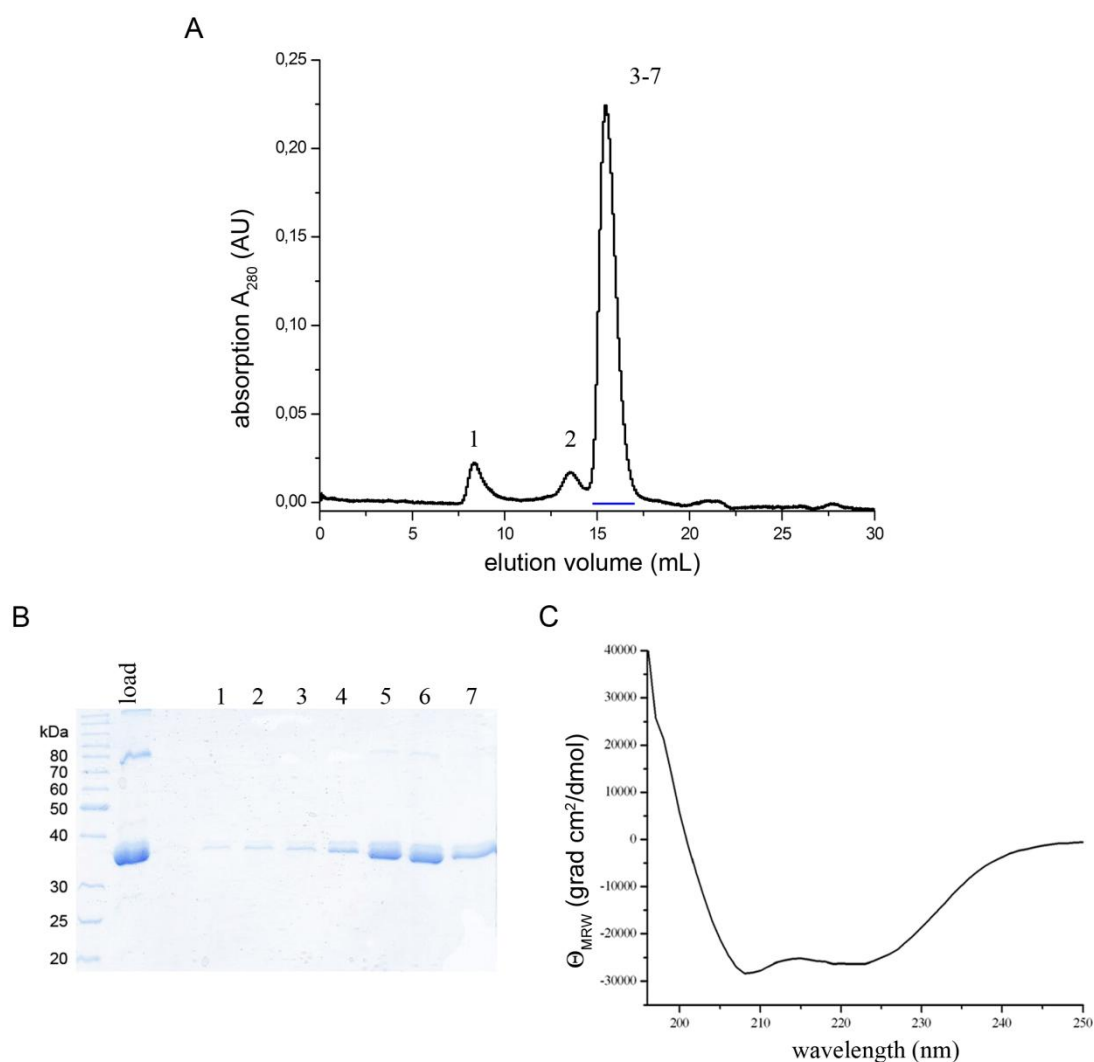 A
3-7
0,25
0,20
0,15
0,10
0,05
0,00
1
2
absorption A280 (AU)
0 5 10 15 20 25 30
elution volume (mL)
B
load 1 2 3 4 5 6 7
kDa
80
70
60
50
40
30
25
20
C
40000
30000
20000
10000
0
-10000
-20000
-30000
ΘMRW (grad cm²/dmol)
200 210 220 230 240 250
wavelength (nm)